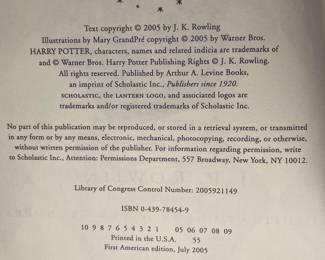 Text copyright © 2005 by J. K. Rowling
Illustrations by Mary GrandPré copyright © 2005 by Warner Bros.
HARRY POTTER, characters, names and related indicia are trademarks of
and © Warner Bros. Harry Potter Publishing Rights © J. K. Rowling.
All rights reserved. Published by Arthur A. Levine Books,
an imprint of Scholastic Inc., Publishers since 1920.
SCHOLASTIC, the LANTERN LOGO, and associated logos are
trademarks and/or registered trademarks of Scholastic Inc.
No part of this publication may be reproduced, or stored in a retrieval system, or transmitted
in any form or by any means, electronic, mechanical, photocopying, recording, or otherwise,
without written permission of the publisher. For information regarding permission, write
to Scholastic Inc., Attention: Permissions Department, 557 Broadway, New York, NY 10012.
Library of Congress Control Number: 2005921149
ISBN 0-439-78454-9
10 9 8 7 6 5 4 3 2 1 05 06 07 08 09
Printed in the U.S.A. 55
First American edition, July 2005